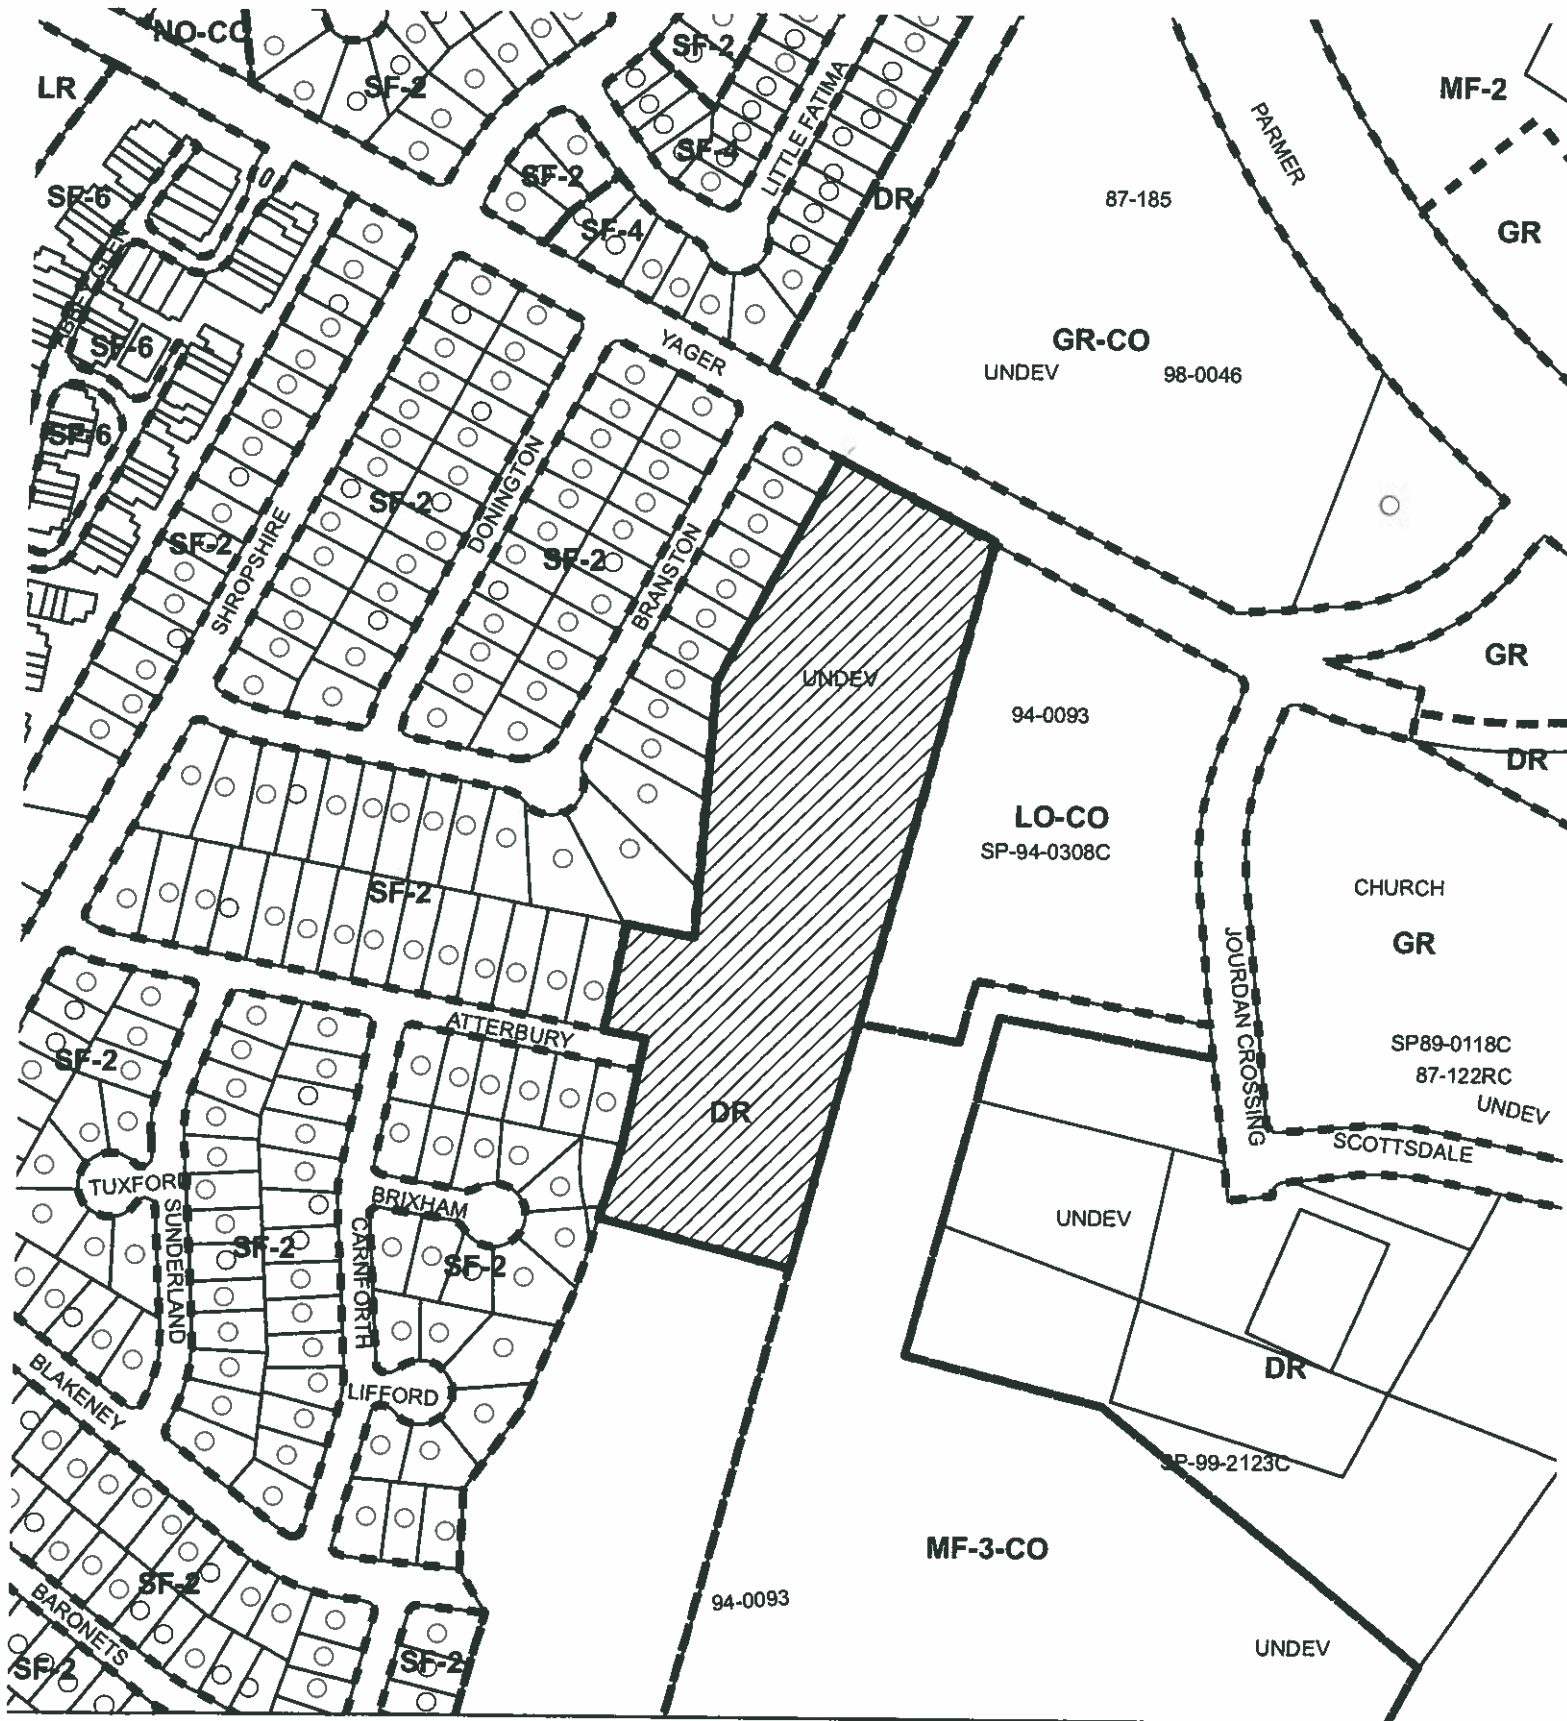 NO-CO
LR
SF-2
SF-2
LITTLE FATIMA
PARMER
MF-2
SF-4
SF-2
SF-6
DR
87-185
GR
SF-4
YAGER
GR-CO
UNDEV
98-0046
SF-6
SF-6
SF-2
DONINGTON
SF-2
SHROPSHIRE
SF-2
BRANSTON
UNDEV
GR
94-0093
DR
LO-CO
SP-94-0308C
SF-2
CHURCH
GR
JOURDAN CROSSING
ATTERBURY
SF-2
SP89-0118C
87-122RC
UNDEV
DR
SCOTTSDALE
TUXFORD
SUNDERLAND
BRIXHAM
CARNFORTH
SF-2
SF-2
UNDEV
BLAKENEY
LIFFORD
DR
SP-99-2123C
MF-3-CO
SF-2
BARONETS
94-0093
SF-2
SF-2
UNDEV